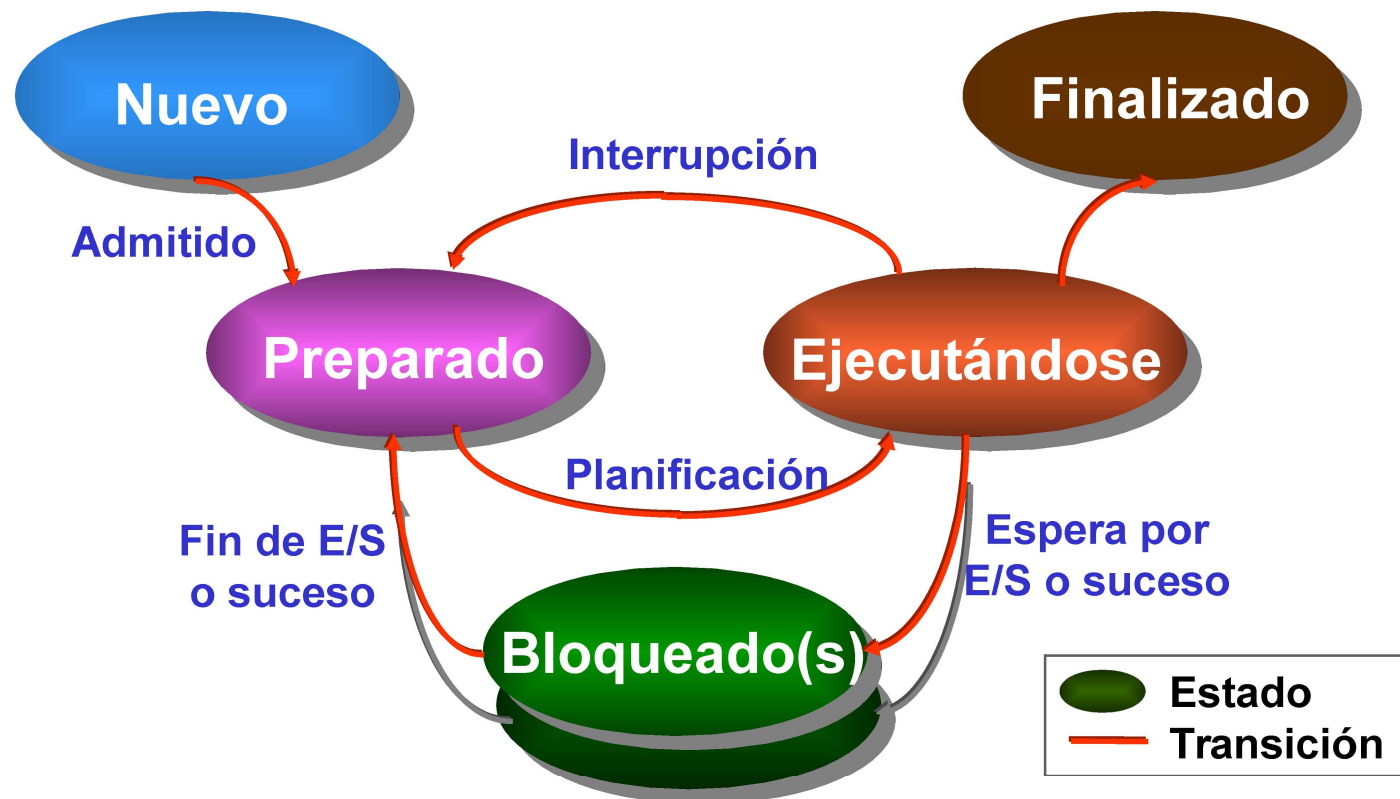 Nuevo
Finalizado
Interrupción
Admitido
Preparado
Ejecutándose
Planificación
Fin de E/S
o suceso
Espera por
E/S o suceso
Bloqueado(s)
Estado
Transición